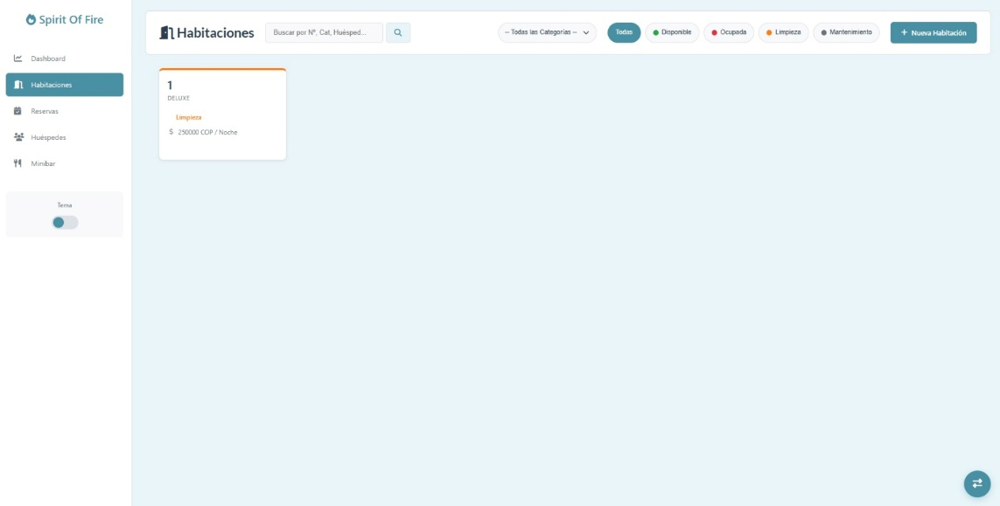 Spirit Of Fire
Dashboard
Habitaciones
Reservas
Huéspedes
Minibar
Tema
Habitaciones
Buscar por Nº, Cat, Huésped...
-- Todas las Categorías --
Todas
Disponible
Ocupada
Limpieza
Mantenimiento
+ Nueva Habitación
1
DELUXE
Limpieza
$ 250000 COP / Noche